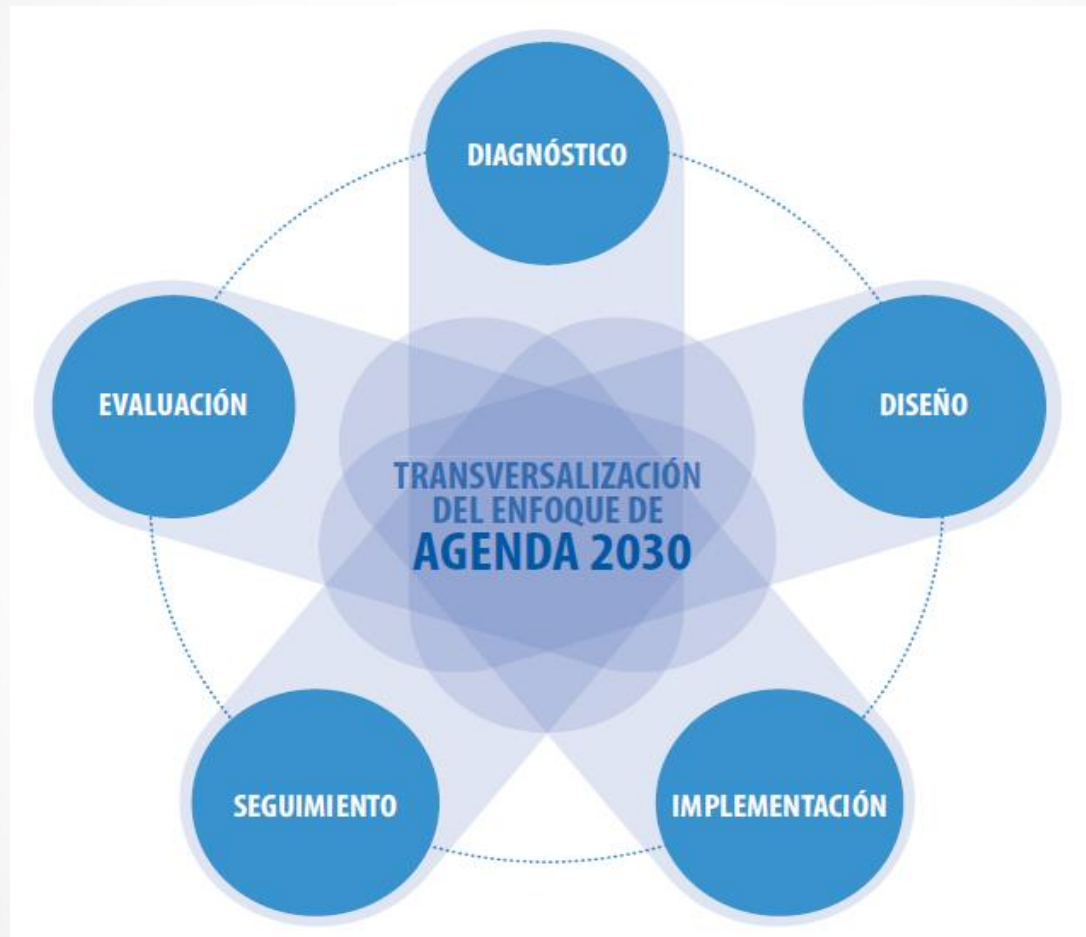 DIAGNÓSTICO
DISEÑO
IMPLEMENTACIÓN
SEGUIMIENTO
EVALUACIÓN
TRANSVERSALIZACIÓN
DEL ENFOQUE DE
AGENDA 2030